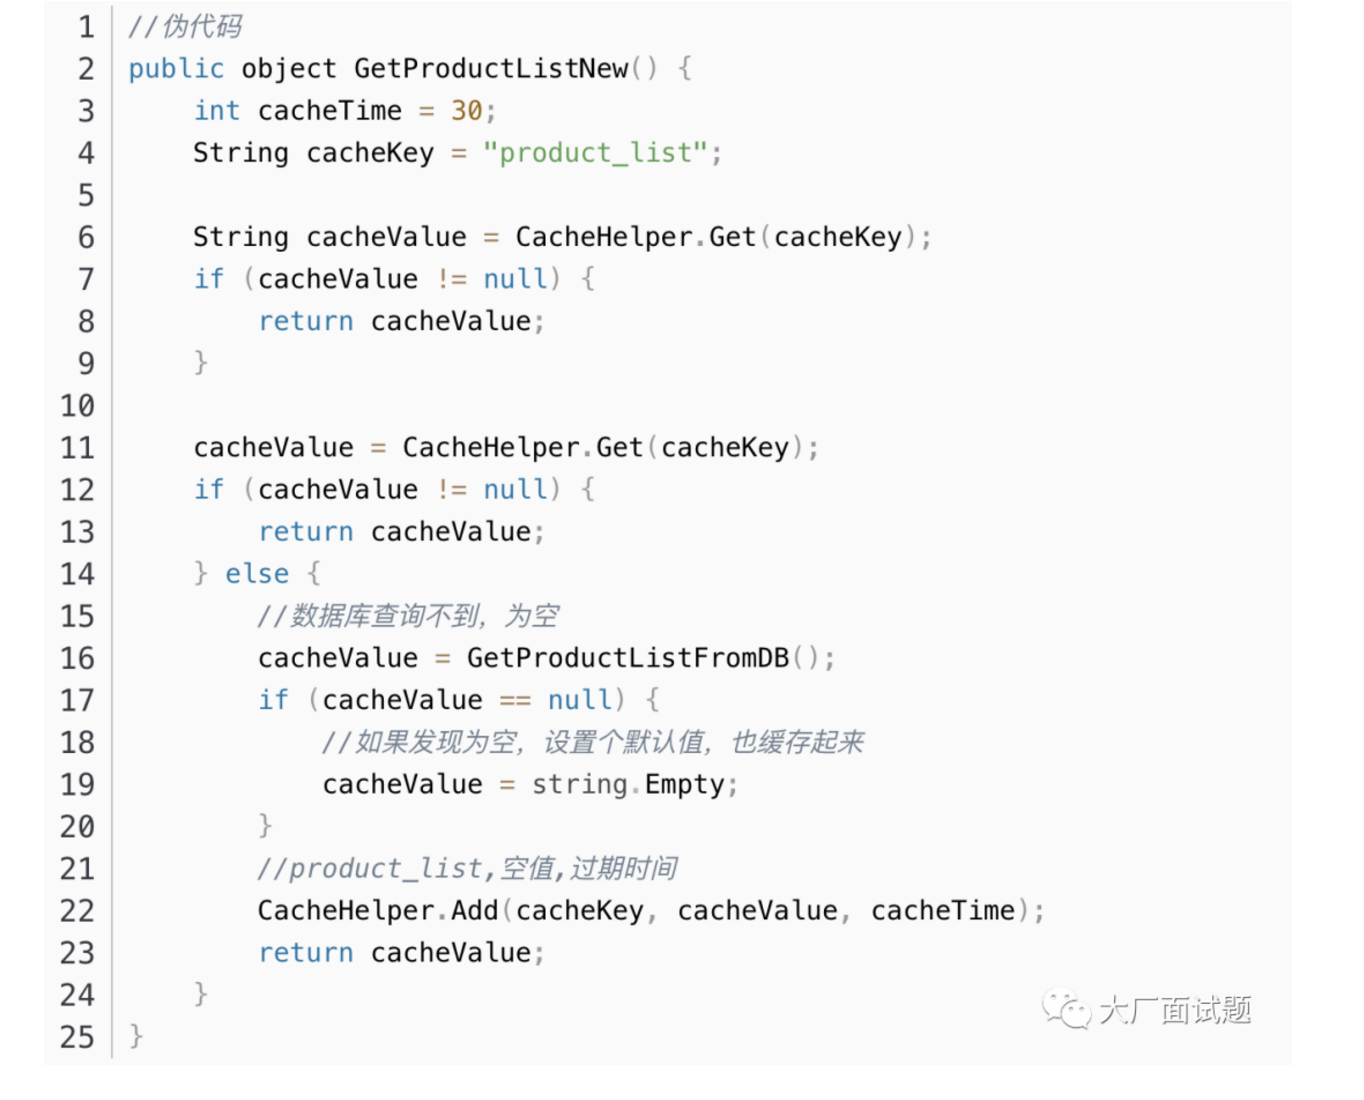 1 //伪代码
2 public object GetProductListNew() {
3 int cacheTime = 30;
4 String cacheKey = "product_list";
5
6 String cacheValue = CacheHelper.Get(cacheKey);
7 if (cacheValue != null) {
8 return cacheValue;
9 }
10
11 cacheValue = CacheHelper.Get(cacheKey);
12 if (cacheValue != null) {
13 return cacheValue;
14 } else {
15 //数据库查询不到，为空
16 cacheValue = GetProductListFromDB();
17 if (cacheValue == null) {
18 //如果发现为空，设置个默认值，也缓存起来
19 cacheValue = string.Empty;
20 }
21 //product_list,空值,过期时间
22 CacheHelper.Add(cacheKey, cacheValue, cacheTime);
23 return cacheValue;
24 }
25 }
大厂面试题